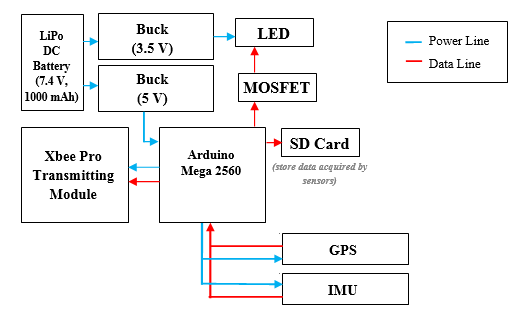 LiPo
DC
Battery
(7.4 V,
1000 mAh)
Buck
(3.5 V)
LED
Power Line
Data Line
Buck
(5 V)
MOSFET
Xbee Pro
Transmitting
Module
Arduino
Mega 2560
SD Card
(store data acquired by
sensors)
GPS
IMU